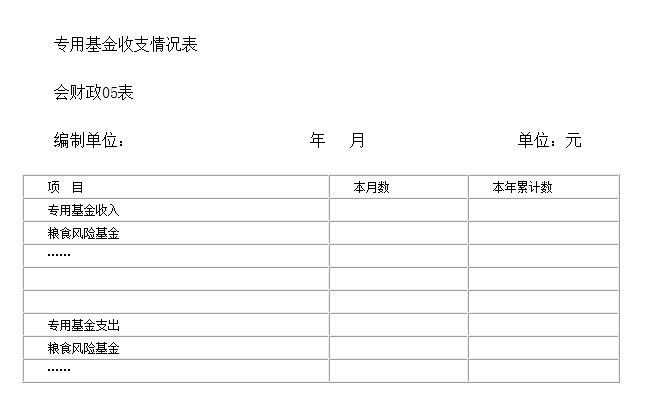 专用基金收支情况表
会财政05表
编制单位： 年 月 单位：元
项 目 本月数 本年累计数
专用基金收入
粮食风险基金
……
专用基金支出
粮食风险基金
……